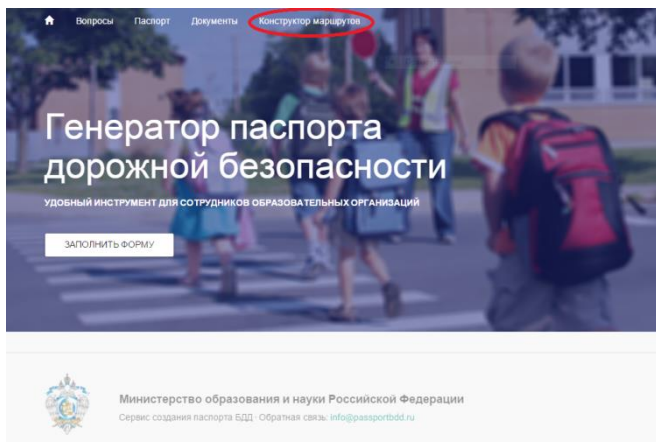 Вопросы Паспорт Документы Конструктор маршрутов
Генератор паспорта
дорожной безопасности
УДОБНЫЙ ИНСТРУМЕНТ ДЛЯ СОТРУДНИКОВ ОБРАЗОВАТЕЛЬНЫХ ОРГАНИЗАЦИЙ
ЗАПОЛНИТЬ ФОРМУ
Министерство образования и науки Российской Федерации
Сервис создания паспорта БДД · Обратная связь: info@passportbdd.ru